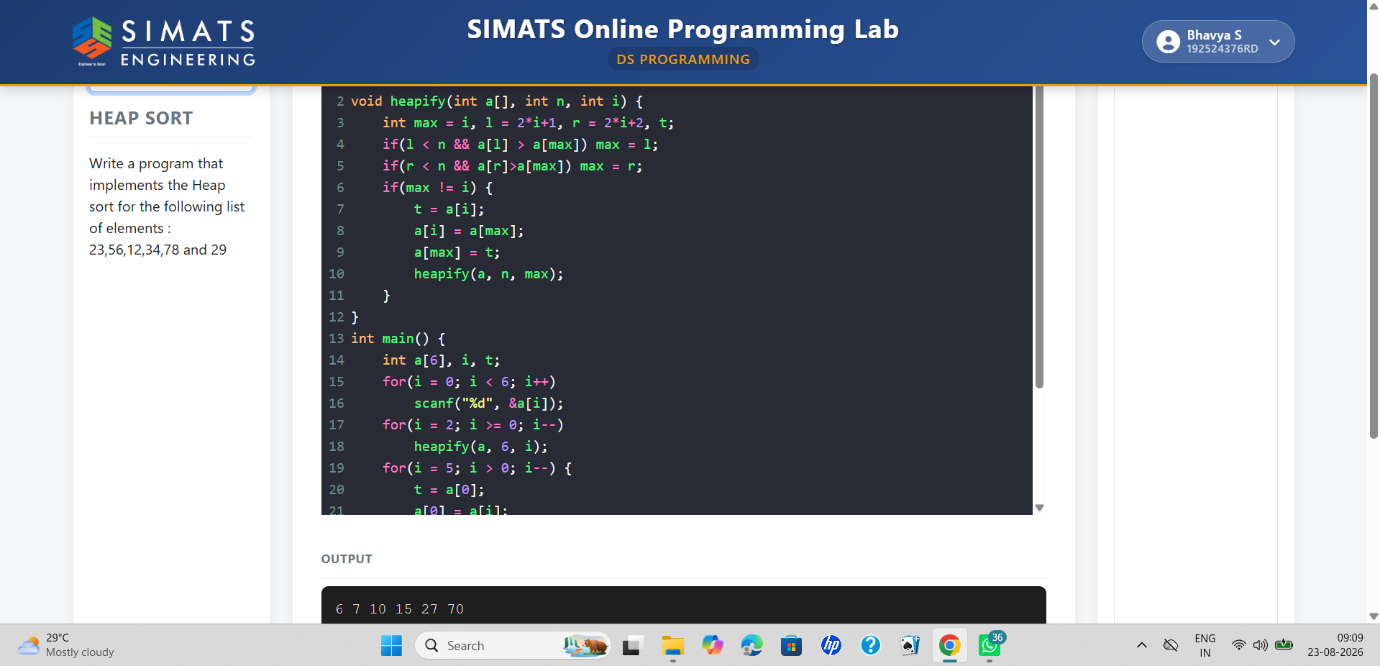 SIMATS
ENGINEERING
Engineer to Excel
SIMATS Online Programming Lab
DS PROGRAMMING
Bhavya S
192524376RD
HEAP SORT
Write a program that
implements the Heap
sort for the following list
of elements :
23,56,12,34,78 and 29
2 void heapify(int a[], int n, int i) {
3     int max = i, l = 2*i+1, r = 2*i+2, t;
4     if(l < n && a[l] > a[max]) max = l;
5     if(r < n && a[r]>a[max]) max = r;
6     if(max != i) {
7         t = a[i];
8         a[i] = a[max];
9         a[max] = t;
10         heapify(a, n, max);
11     }
12 }
13 int main() {
14     int a[6], i, t;
15     for(i = 0; i < 6; i++)
16         scanf("%d", &a[i]);
17     for(i = 2; i >= 0; i--)
18         heapify(a, 6, i);
19     for(i = 5; i > 0; i--) {
20         t = a[0];
21         a[0] = a[i];
OUTPUT
6 7 10 15 27 70
29°C
Mostly cloudy
Search
hp
36
ENG
IN
09:09
23-08-2026